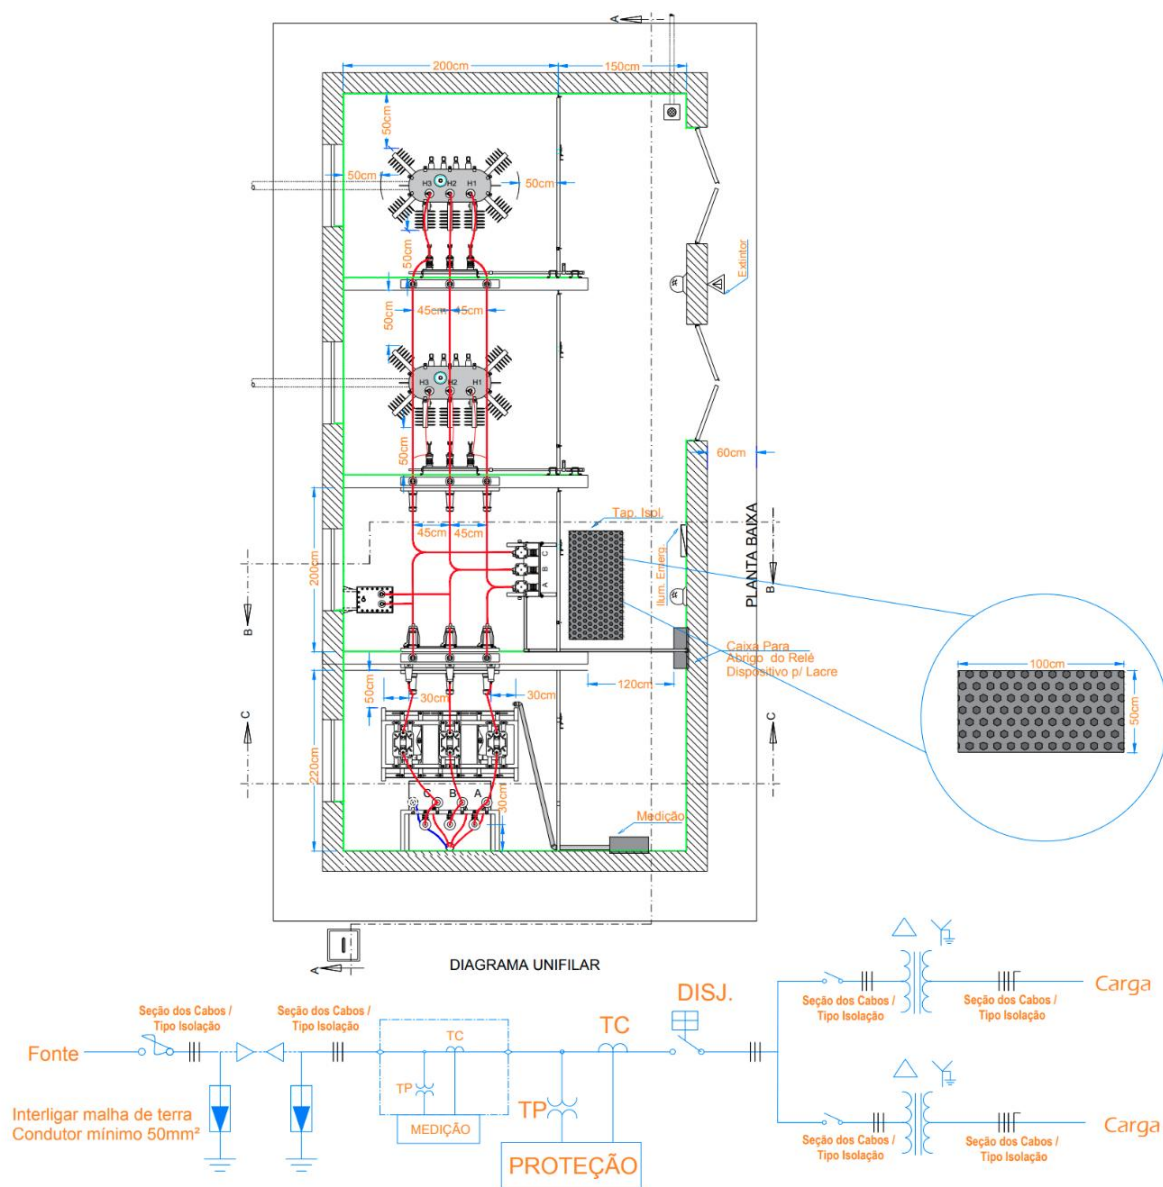 A
200cm
150cm
50cm
50cm
50cm
H3
H2
H1
50cm
Extintor
45cm
45cm
50cm
H3
H2
H1
50cm
60cm
Tap. Isol.
45cm
45cm
Ilum. Emerg.
PLANTA BAIXA
200cm
C
B
A
B
B
Caixa Para
Abrigo do Relé
Dispositivo p/ Lacre
100cm
50cm
50cm
30cm
30cm
120cm
C
C
220cm
C
B
A
30cm
Medição
A
DIAGRAMA UNIFILAR
Fonte
Seção dos Cabos /
Tipo Isolação
Seção dos Cabos /
Tipo Isolação
Interligar malha de terra
Condutor mínimo 50mm²
TC
TP
MEDIÇÃO
TC
TP
PROTEÇÃO
DISJ.
Seção dos Cabos /
Tipo Isolação
Seção dos Cabos /
Tipo Isolação
Carga
Seção dos Cabos /
Tipo Isolação
Seção dos Cabos /
Tipo Isolação
Carga